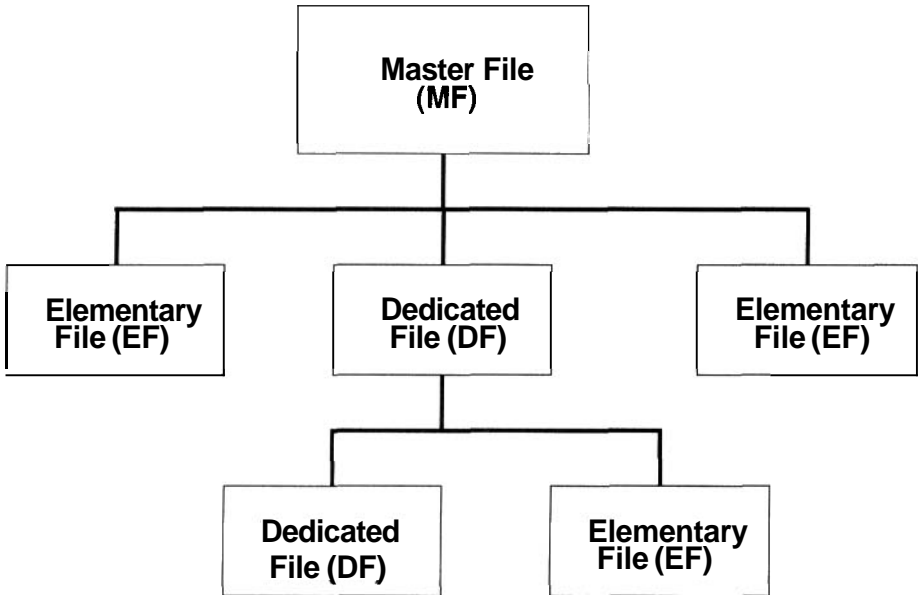 Master File
(MF)
Elementary
File (EF)
Dedicated
File (DF)
Elementary
File (EF)
Dedicated
File (DF)
Elementary
File (EF)